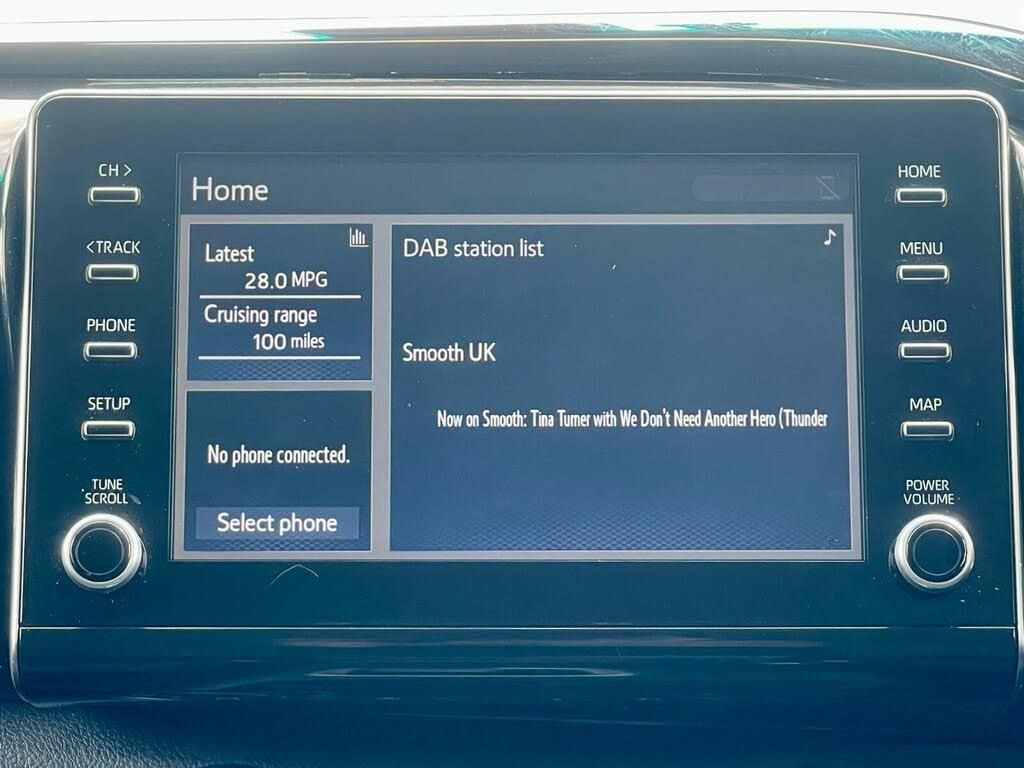 CH >
<TRACK
PHONE
SETUP
TUNE
SCROLL
Home
Latest
28.0 MPG
Cruising range
100 miles
No phone connected.
Select phone
DAB station list
Smooth UK
Now on Smooth: Tina Turner with We Don't Need Another Hero (Thunder
HOME
MENU
AUDIO
MAP
POWER
VOLUME